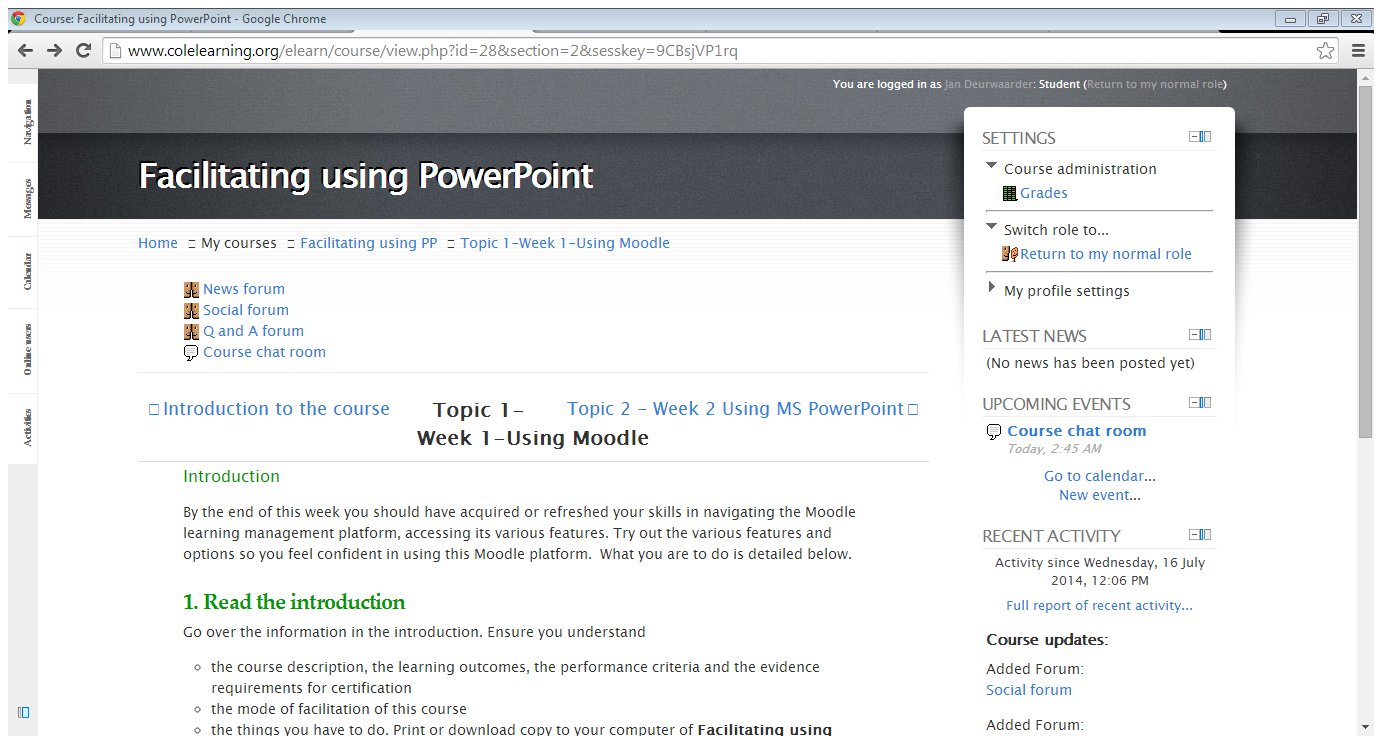 Course: Facilitating using PowerPoint - Google Chrome
www.colelearning.org/elearn/course/view.php?id=28&section=2&sesskey=9CBsjVP1rq
You are logged in as Jan Deurwaarder: Student (Return to my normal role)
Navigation
Messages
Calendar
Online users
Activities
Facilitating using PowerPoint
Home My courses Facilitating using PP Topic 1-Week 1-Using Moodle
News forum
Social forum
Q and A forum
Course chat room
Introduction to the course
Topic 1-
Week 1-Using Moodle
Topic 2 - Week 2 Using MS PowerPoint
Introduction
By the end of this week you should have acquired or refreshed your skills in navigating the Moodle
learning management platform, accessing its various features. Try out the various features and
options so you feel confident in using this Moodle platform.  What you are to do is detailed below.
1. Read the introduction
Go over the information in the introduction. Ensure you understand
the course description, the learning outcomes, the performance criteria and the evidence
requirements for certification
the mode of facilitation of this course
the things you have to do. Print or download copy to your computer of Facilitating using
SETTINGS
Course administration
Grades
Switch role to...
Return to my normal role
My profile settings
LATEST NEWS
(No news has been posted yet)
UPCOMING EVENTS
Course chat room
Today, 2:45 AM
Go to calendar...
New event...
RECENT ACTIVITY
Activity since Wednesday, 16 July
2014, 12:06 PM
Full report of recent activity...
Course updates:
Added Forum:
Social forum
Added Forum: